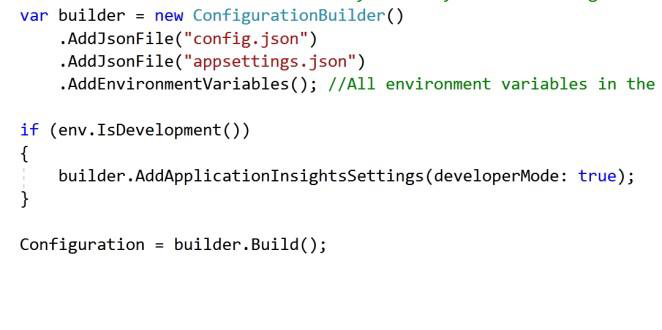 var builder = new ConfigurationBuilder()
.AddJsonFile("config.json")
.AddJsonFile("appsettings.json")
.AddEnvironmentVariables(); //All environment variables in the
if (env.IsDevelopment())
{
builder.AddApplicationInsightsSettings(developerMode: true);
}
Configuration = builder.Build();